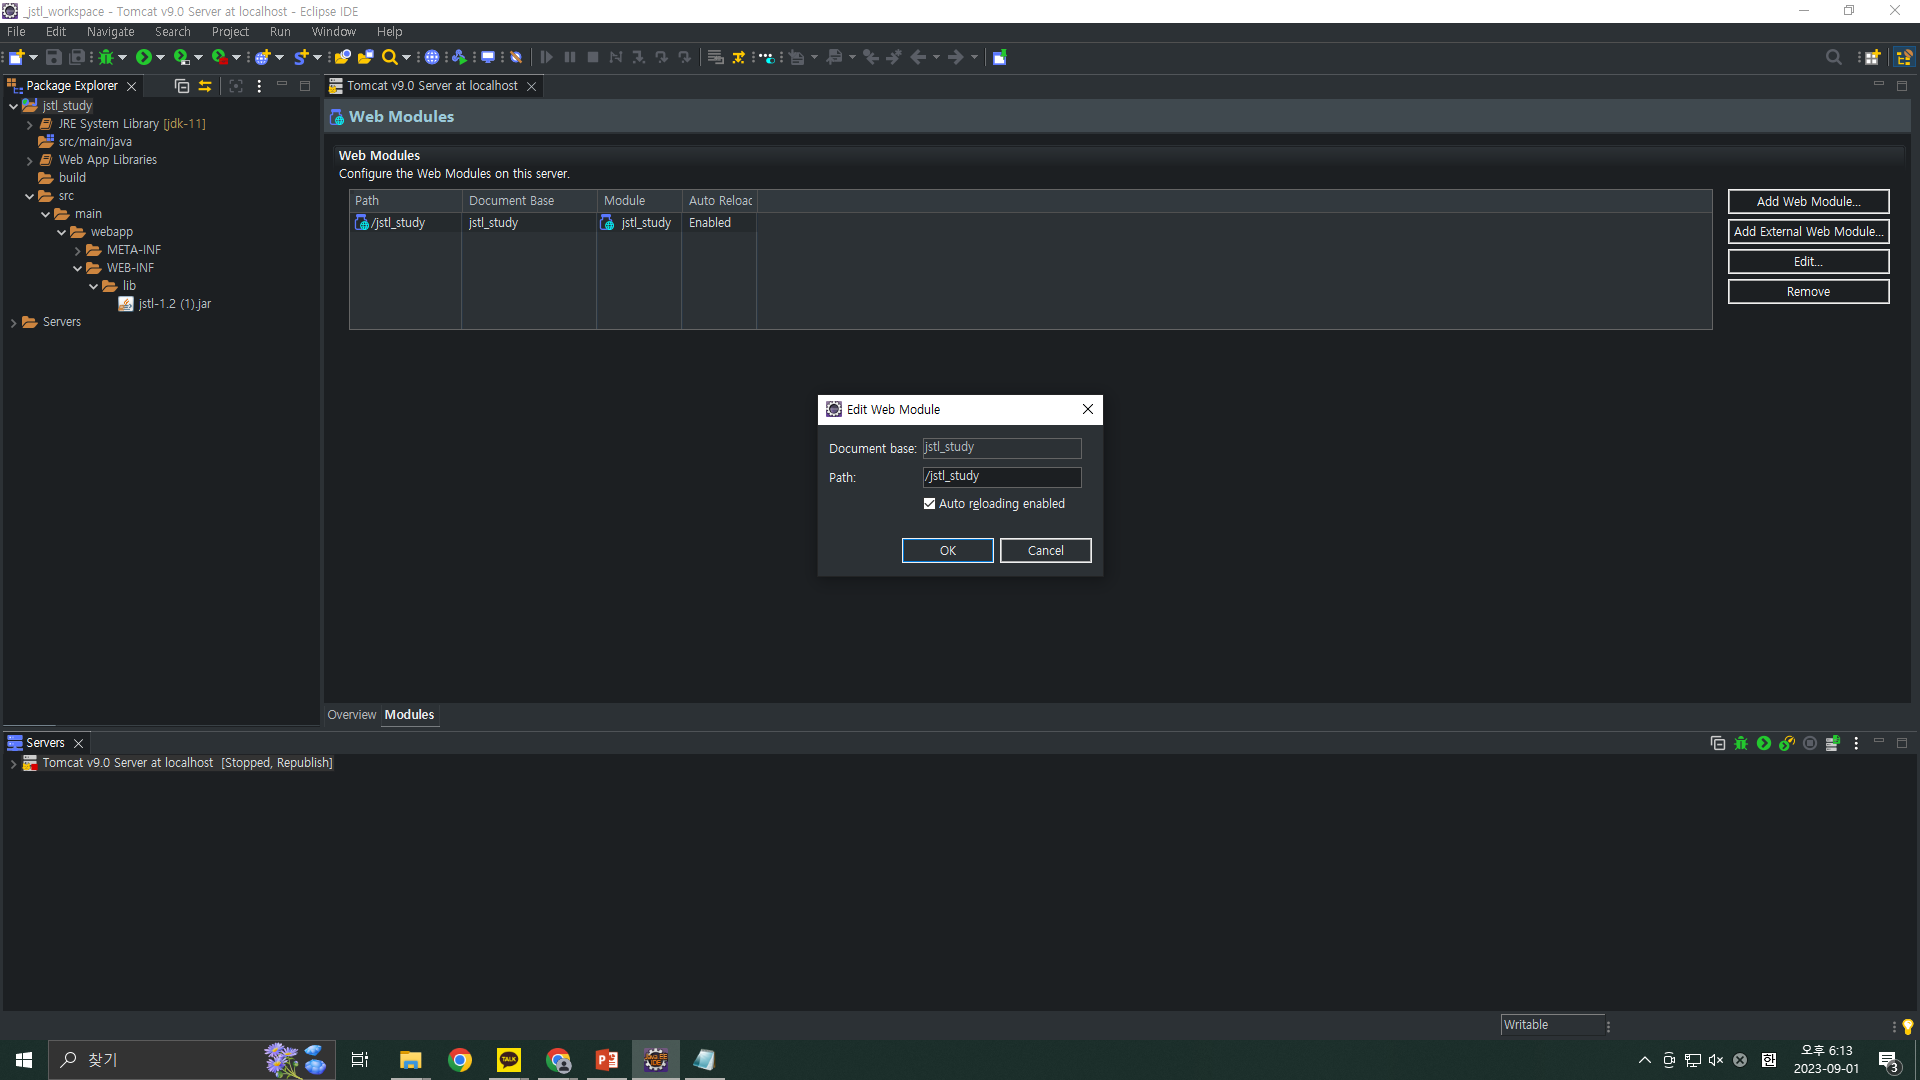 _jstl_workspace - Tomcat v9.0 Server at localhost - Eclipse IDE
File Edit Navigate Search Project Run Window Help
Package Explorer
Tomcat v9.0 Server at localhost
jstl_study
JRE System Library [jdk-11]
src/main/java
Web App Libraries
build
src
main
webapp
META-INF
WEB-INF
lib
jstl-1.2 (1).jar
Servers
Web Modules
Web Modules
Configure the Web Modules on this server.
Path Document Base Module Auto Reloac
/jstl_study jstl_study jstl_study Enabled
Add Web Module...
Add External Web Module...
Edit...
Remove
Edit Web Module
Document base: jstl_study
Path: /jstl_study
Auto reloading enabled
OK Cancel
Overview Modules
Servers
Tomcat v9.0 Server at localhost [Stopped, Republish]
Writable
찾기
TALK
오후 6:13
2023-09-01
3
한